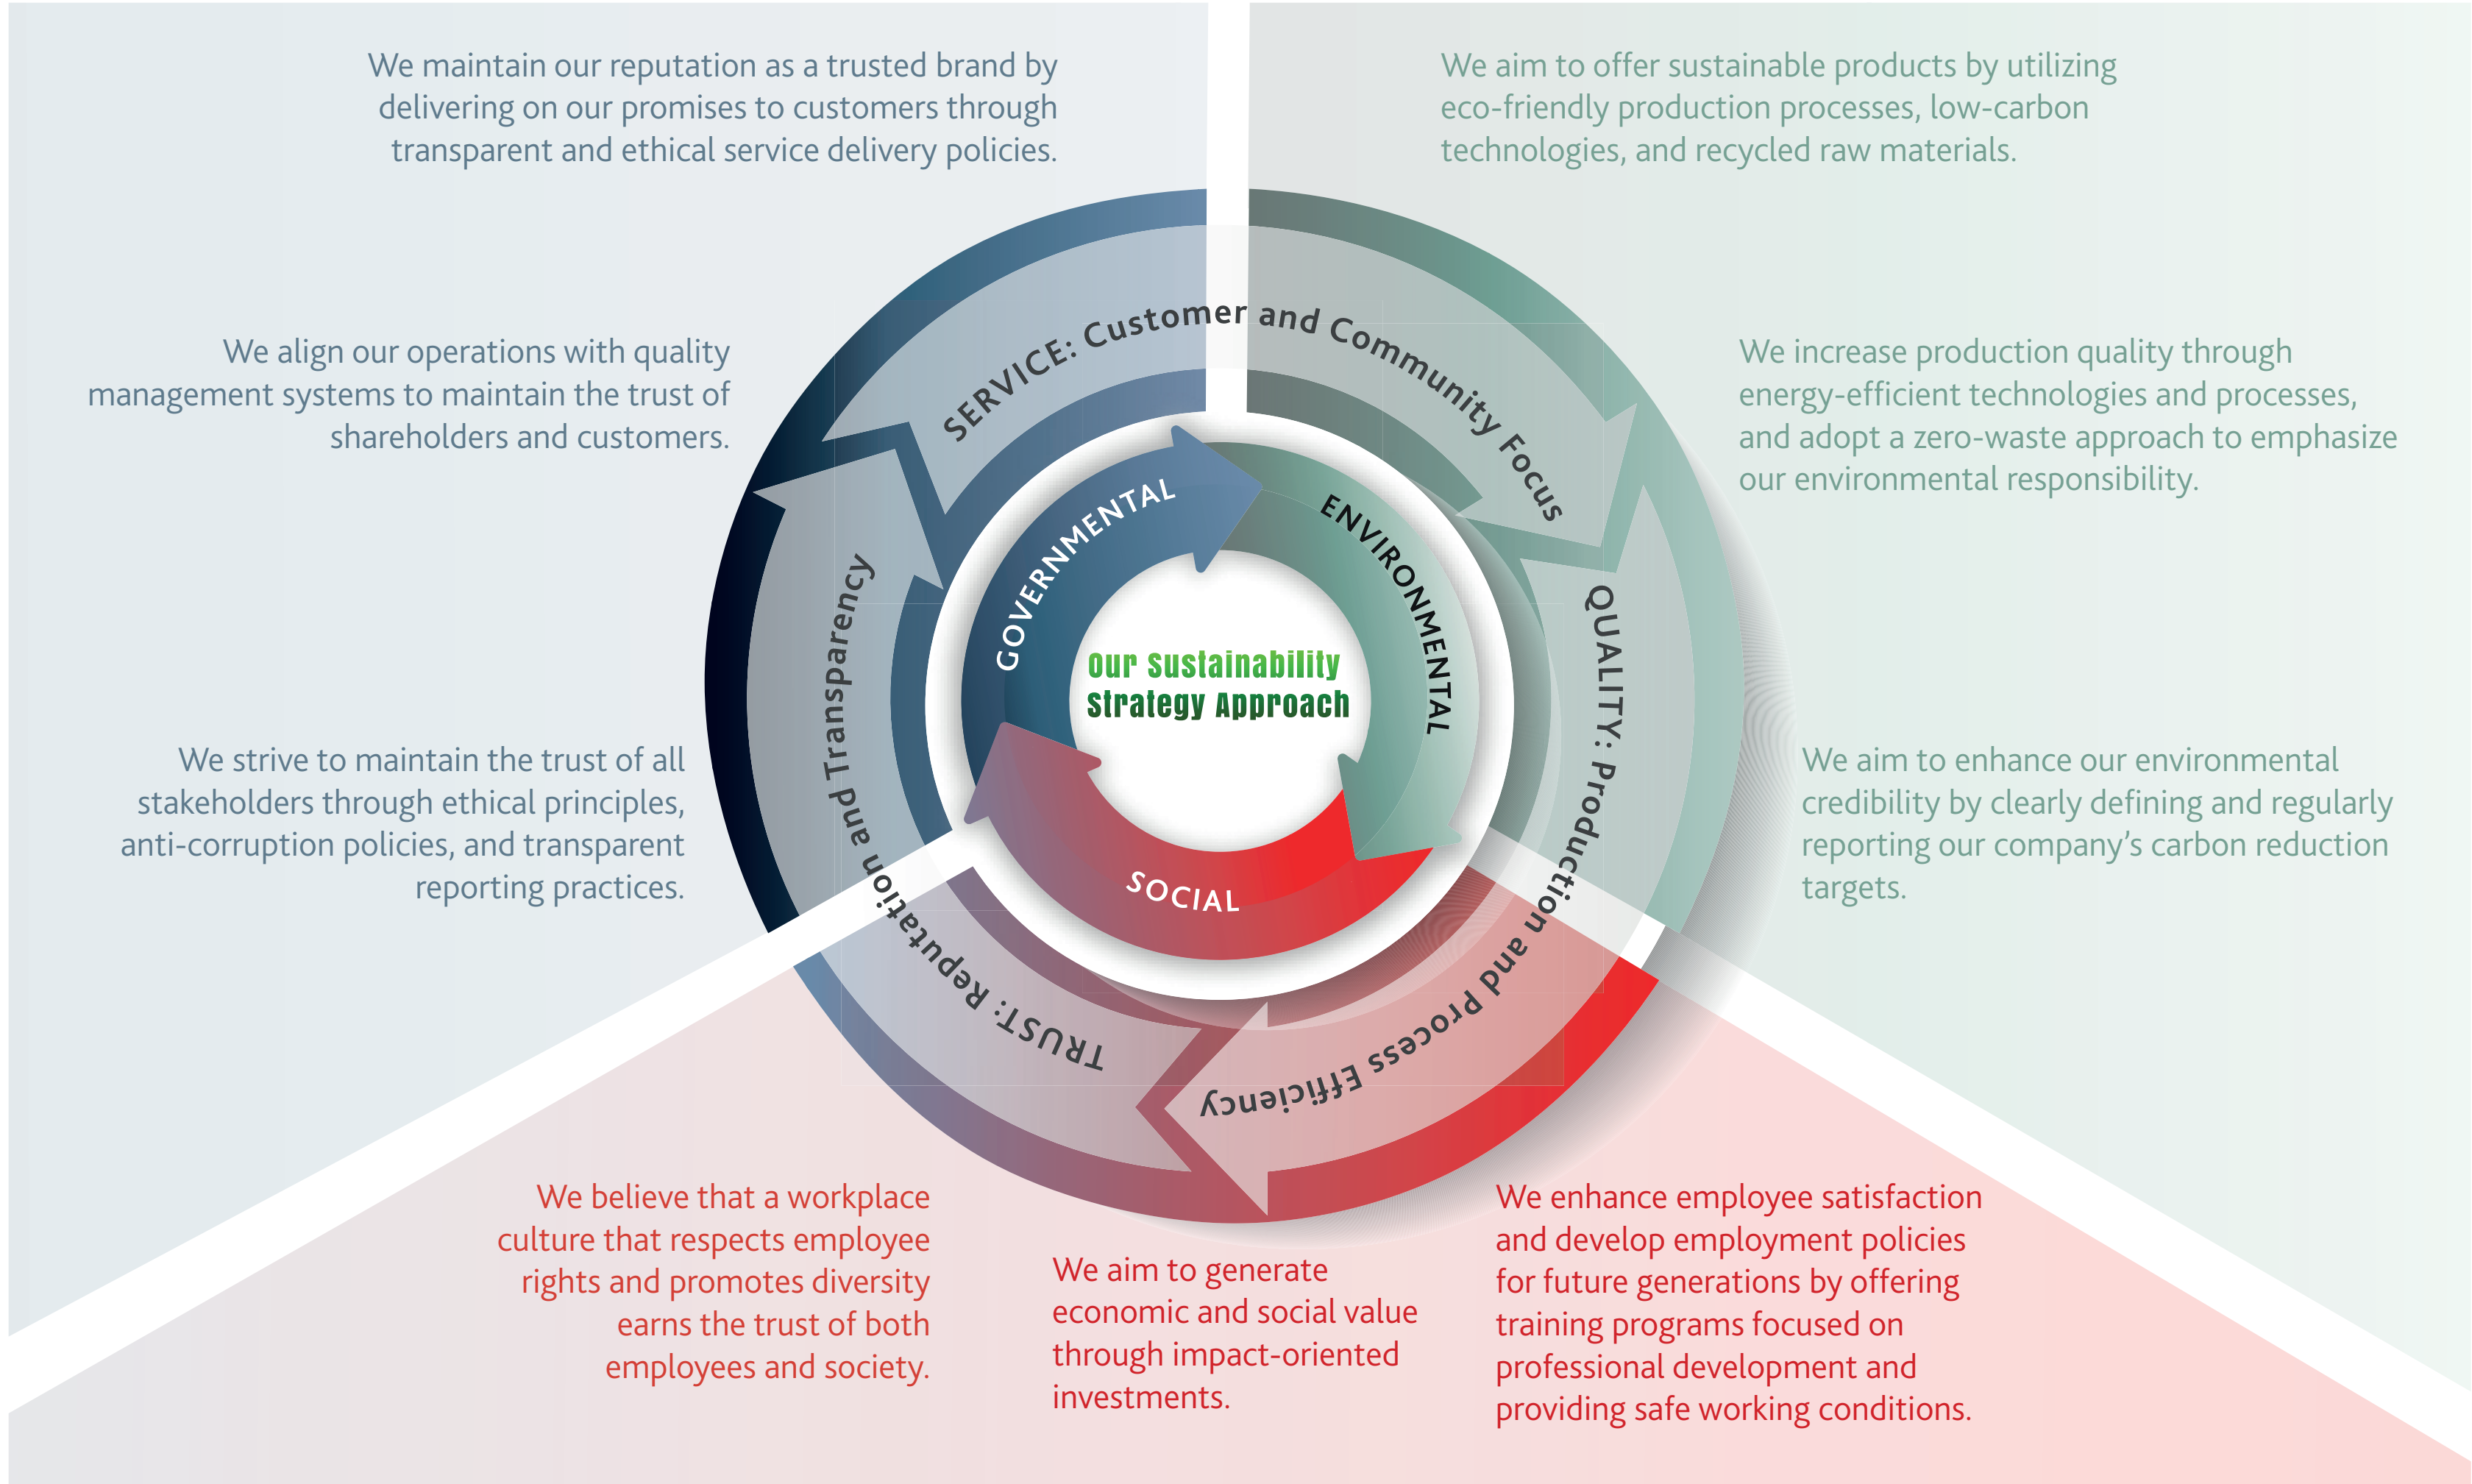 We maintain our reputation as a trusted brand by
delivering on our promises to customers through
transparent and ethical service delivery policies.
We aim to offer sustainable products by utilizing
eco-friendly production processes, low-carbon
technologies, and recycled raw materials.
We align our operations with quality
management systems to maintain the trust of
shareholders and customers.
We increase production quality through
energy-efficient technologies and processes,
and adopt a zero-waste approach to emphasize
our environmental responsibility.
We strive to maintain the trust of all
stakeholders through ethical principles,
anti-corruption policies, and transparent
reporting practices.
We aim to enhance our environmental
credibility by clearly defining and regularly
reporting our company's carbon reduction
targets.
SERVICE: Customer and Community Focus
QUALITY: Production and Process Efficiency
TRUST: Reputation and Transparency
GOVERNMENTAL
ENVIRONMENTAL
SOCIAL
Our Sustainability
Strategy Approach
We believe that a workplace
culture that respects employee
rights and promotes diversity
earns the trust of both
employees and society.
We aim to generate
economic and social value
through impact-oriented
investments.
We enhance employee satisfaction
and develop employment policies
for future generations by offering
training programs focused on
professional development and
providing safe working conditions.